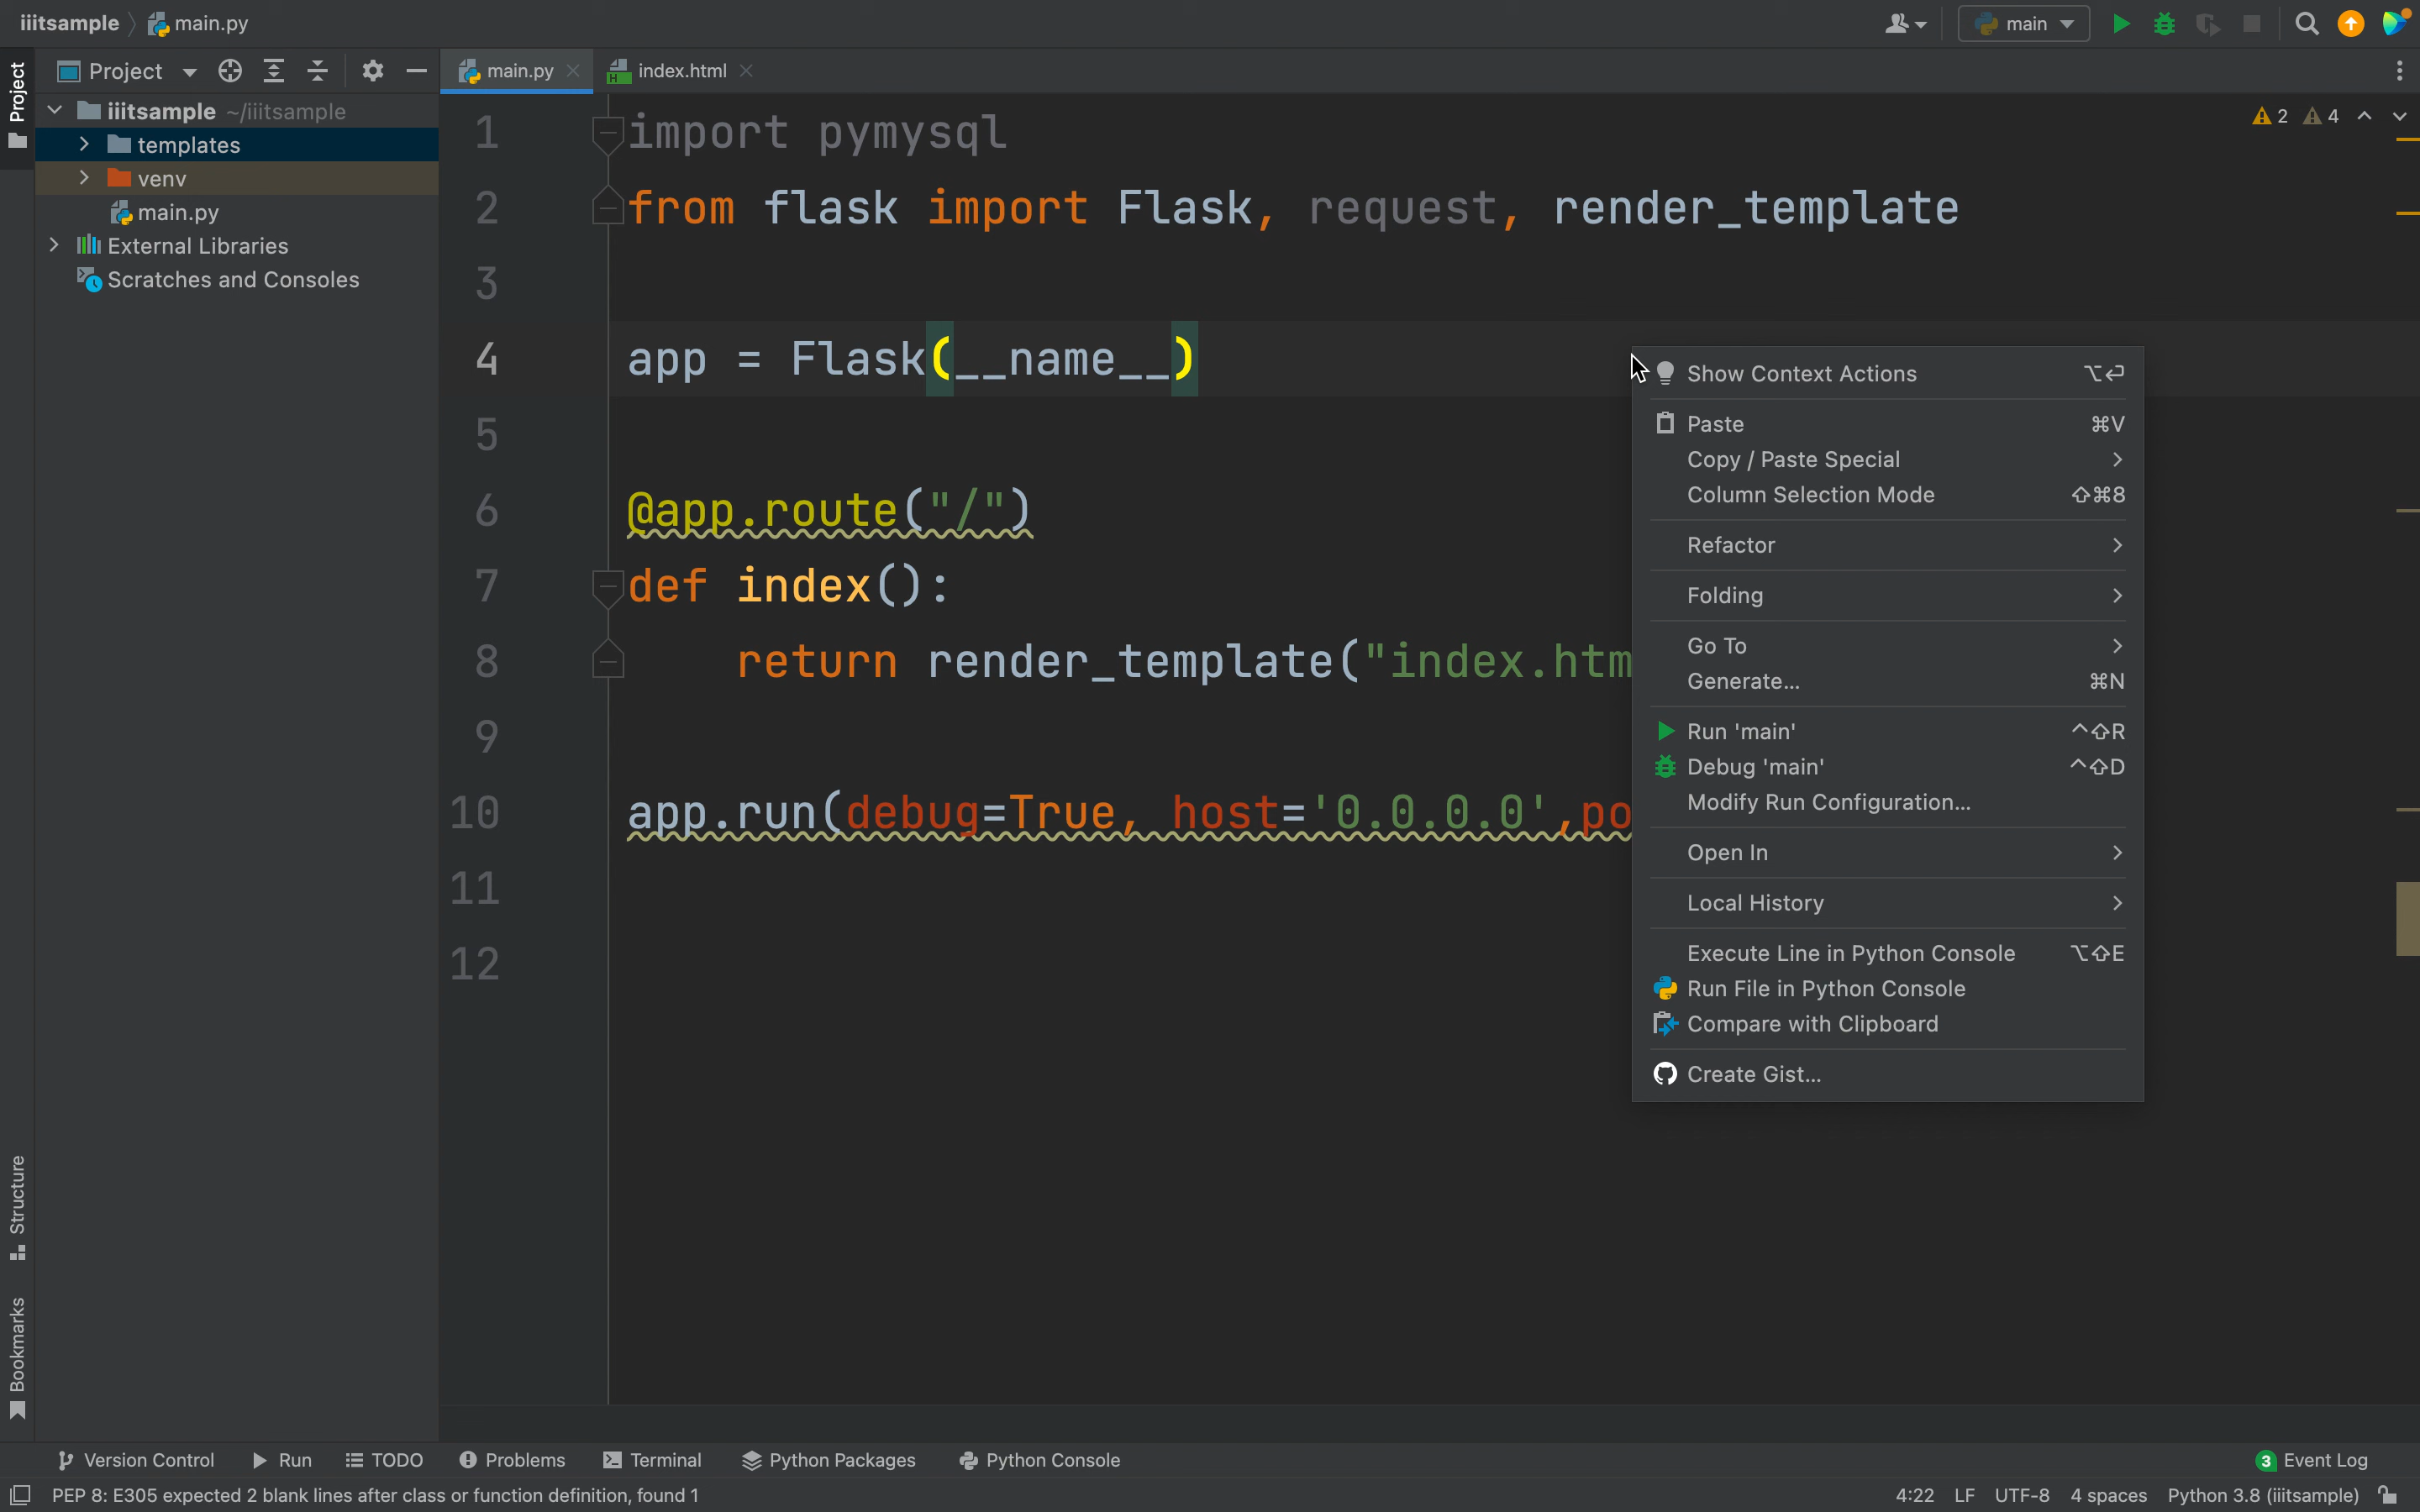 iiitsample main.py
main
Project
main.py
index.html
Project
iiitsample ~/iiitsample
templates
venv
main.py
External Libraries
Scratches and Consoles
2 4
1 import pymysql
2 from flask import Flask, request, render_template
3
4 app = Flask(__name__)
5
6 @app.route("/")
7 def index():
8 return render_template("index.htm
9
10 app.run(debug=True, host='0.0.0.0',po
11
12
Show Context Actions ⌥⏎
Paste ⌘V
Copy / Paste Special
Column Selection Mode ⇧⌘8
Refactor
Folding
Go To
Generate... ⌘N
Run 'main' ^⇧R
Debug 'main' ^⇧D
Modify Run Configuration...
Open In
Local History
Execute Line in Python Console ⌥⇧E
Run File in Python Console
Compare with Clipboard
Create Gist...
Structure
Bookmarks
Version Control Run TODO Problems Terminal Python Packages Python Console
3 Event Log
PEP 8: E305 expected 2 blank lines after class or function definition, found 1
4:22 LF UTF-8 4 spaces Python 3.8 (iiitsample)